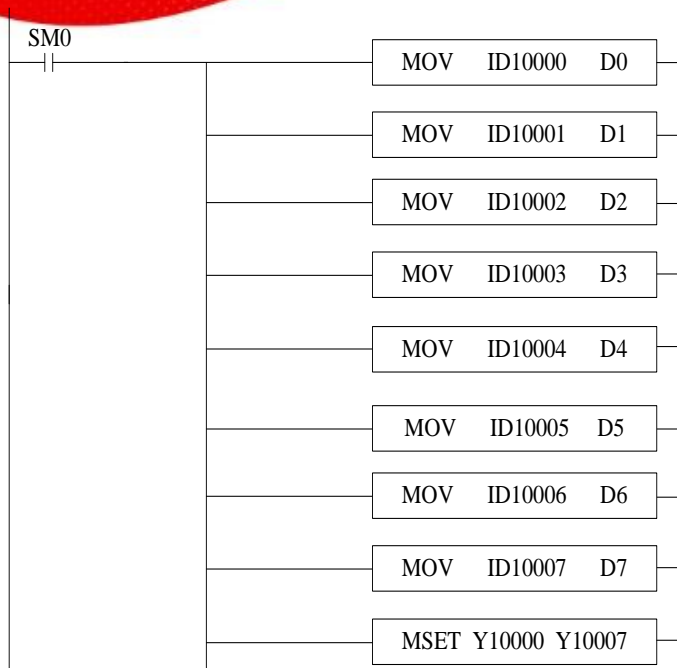 SM0
MOV ID10000 D0
MOV ID10001 D1
MOV ID10002 D2
MOV ID10003 D3
MOV ID10004 D4
MOV ID10005 D5
MOV ID10006 D6
MOV ID10007 D7
MSET Y10000 Y10007